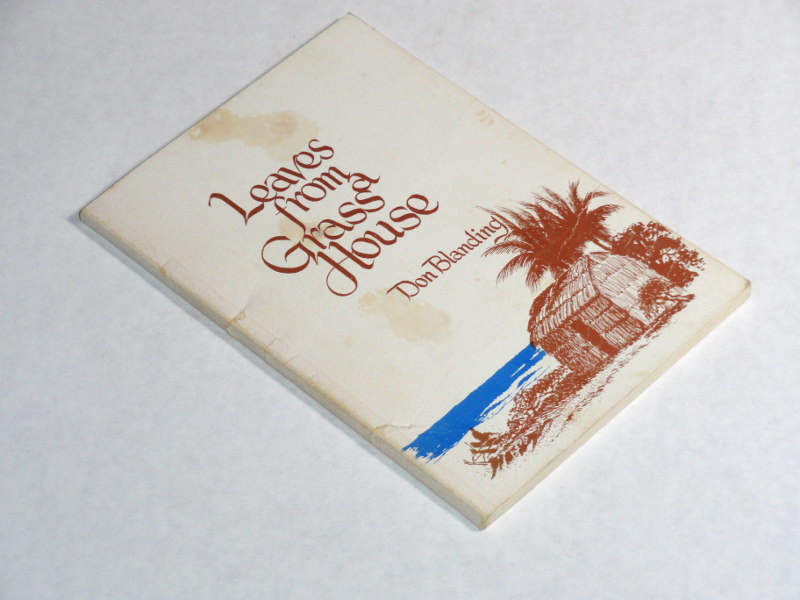 Leaves
from a
Grass
House
Don Blanding